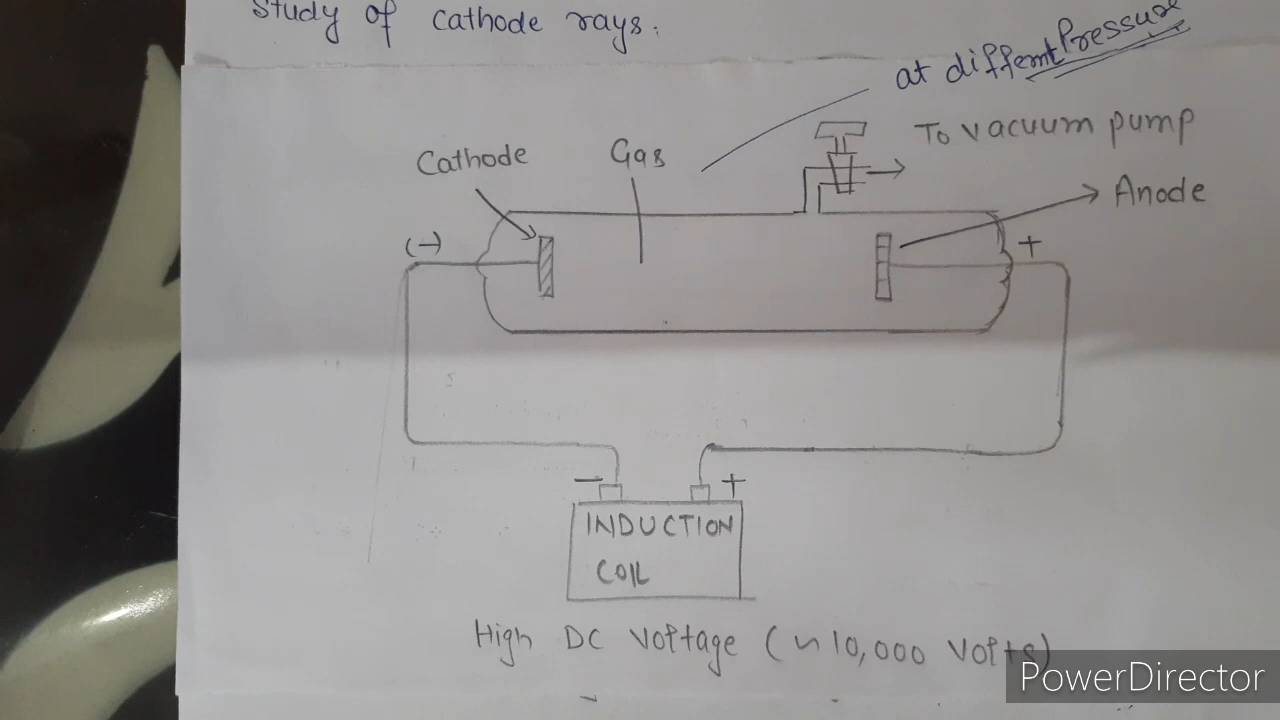 Study of cathode rays.
at differnt Pressure
To vacuum pump
Cathode
Gas
Anode
(-)
+
- +
INDUCTION
COIL
High DC voltage (~10,000 Volts)
PowerDirector